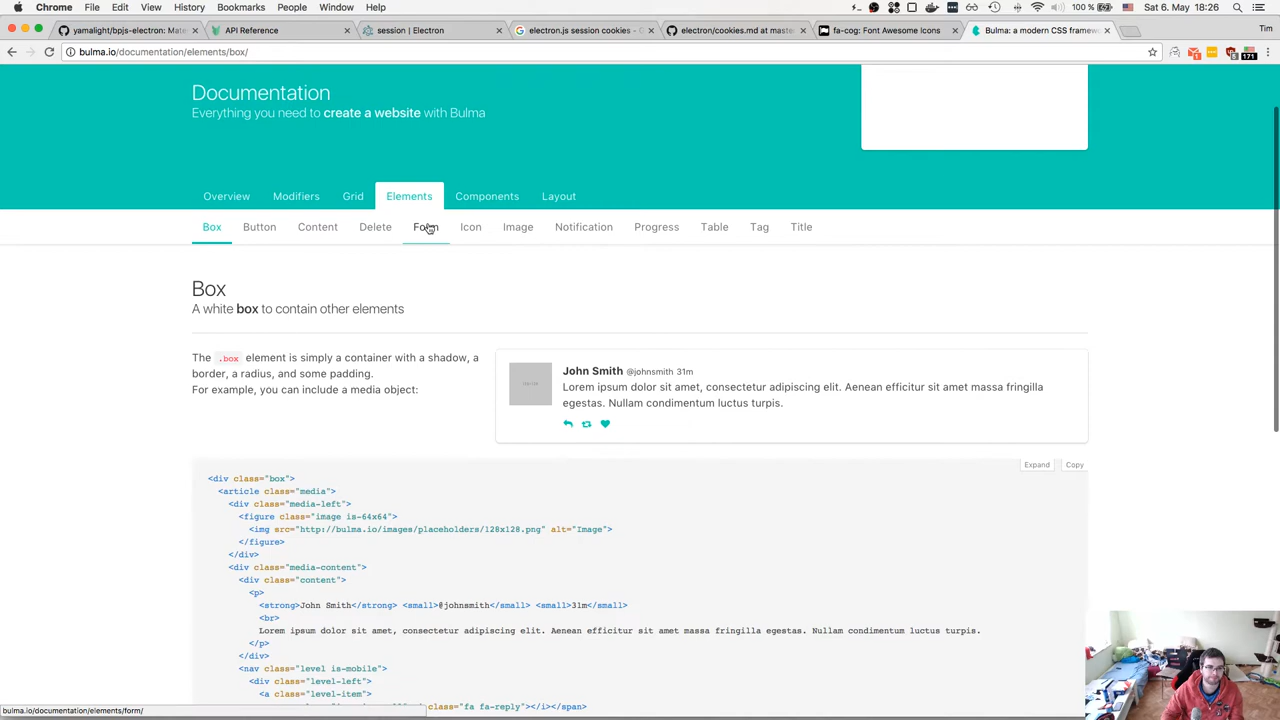 Chrome File Edit View History Bookmarks People Window Help 100 % Sat 6. May 18:26
yamalight/bpjs-electron: Mate × API Reference × session | Electron × electron.js session cookies - G × electron/cookies.md at master × fa-cog: Font Awesome Icons × Bulma: a modern CSS framew × Tim
bulma.io/documentation/elements/box/ 1 5 171
Documentation
Everything you need to create a website with Bulma
Overview Modifiers Grid Elements Components Layout
Box Button Content Delete Form Icon Image Notification Progress Table Tag Title
Box
A white box to contain other elements
The .box element is simply a container with a shadow, a
border, a radius, and some padding.
For example, you can include a media object:
John Smith @johnsmith 31m
Lorem ipsum dolor sit amet, consectetur adipiscing elit. Aenean efficitur sit amet massa fringilla
egestas. Nullam condimentum luctus turpis.
Expand Copy
<div class="box">
<article class="media">
<div class="media-left">
<figure class="image is-64x64">
<img src="http://bulma.io/images/placeholders/128x128.png" alt="Image">
</figure>
</div>
<div class="media-content">
<div class="content">
<p>
<strong>John Smith</strong> <small>@johnsmith</small> <small>31m</small>
<br>
Lorem ipsum dolor sit amet, consectetur adipiscing elit. Aenean efficitur sit amet massa fringilla egestas. Nullam condimentum luctus turpis.
</p>
</div>
<nav class="level is-mobile">
<div class="level-left">
<a class="level-item">
class="fa fa-reply"></i></span>
bulma.io/documentation/elements/form/